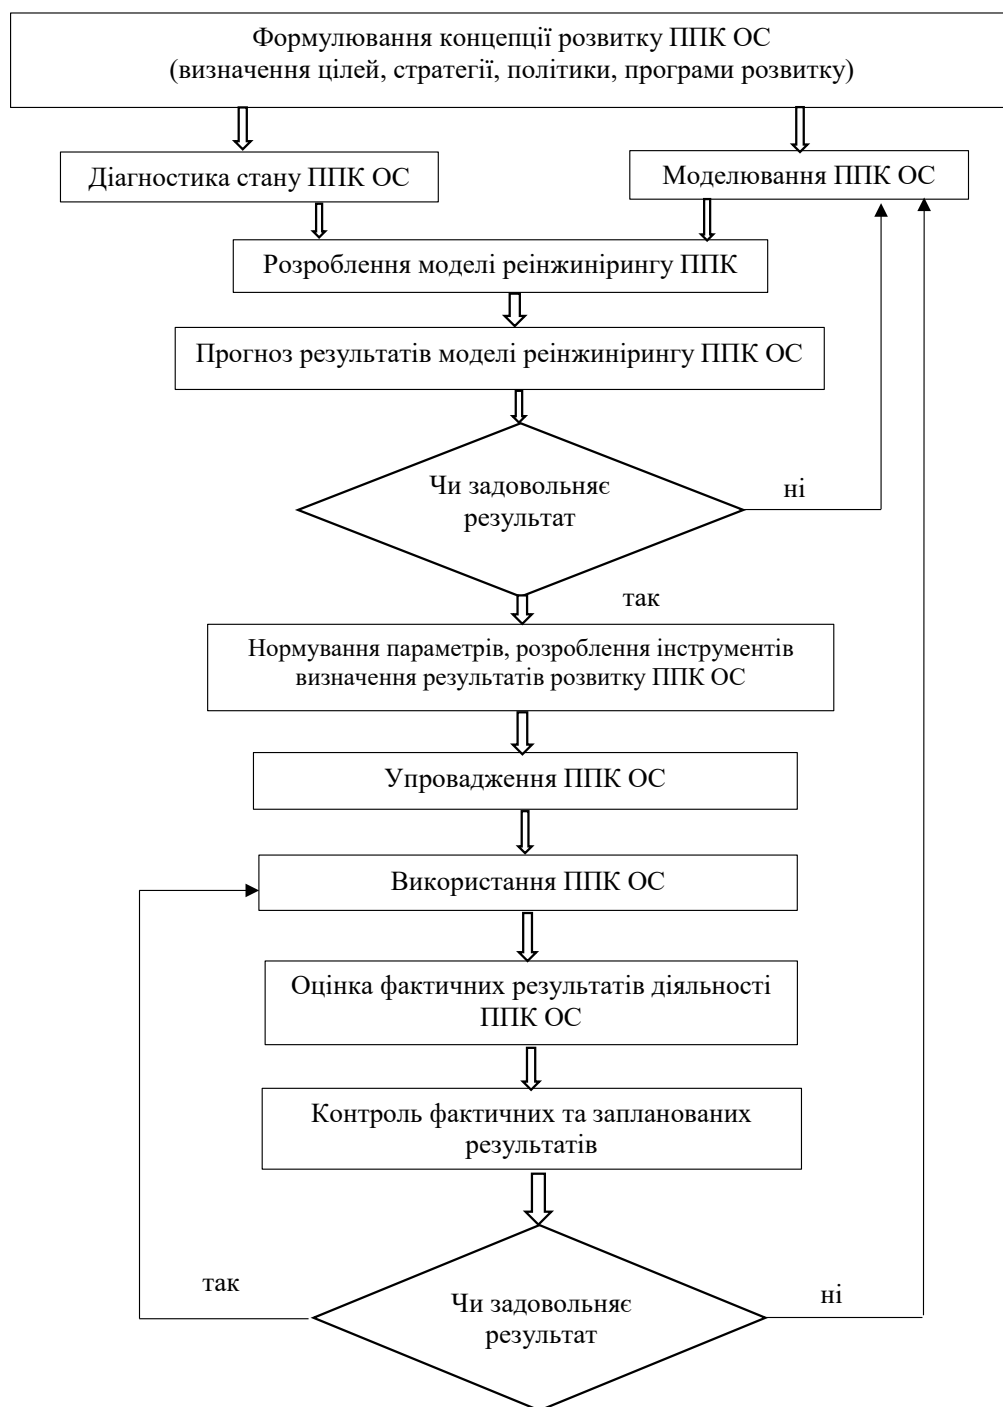 Формулювання концепції розвитку ППК ОС
(визначення цілей, стратегії, політики, програми розвитку)
Діагностика стану ППК ОС
Моделювання ППК ОС
Розроблення моделі реінжинірингу ППК
Прогноз результатів моделі реінжинірингу ППК ОС
Чи задовольняє
результат
ні
так
Нормування параметрів, розроблення інструментів
визначення результатів розвитку ППК ОС
Упровадження ППК ОС
Використання ППК ОС
Оцінка фактичних результатів діяльності
ППК ОС
Контроль фактичних та запланованих
результатів
так
Чи задовольняє
результат
ні